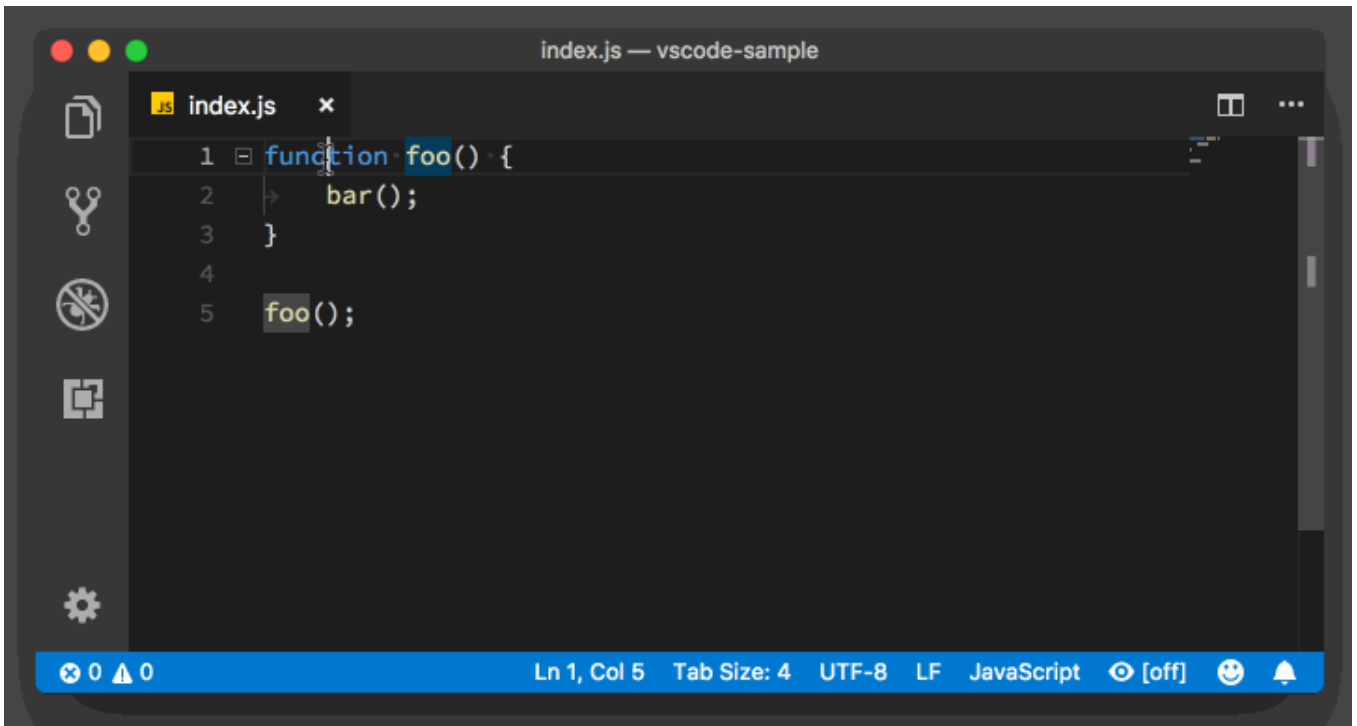 index.js — vscode-sample
JS index.js ×
1 function foo() {
2 bar();
3 }
4
5 foo();
0 0 Ln 1, Col 5 Tab Size: 4 UTF-8 LF JavaScript [off]